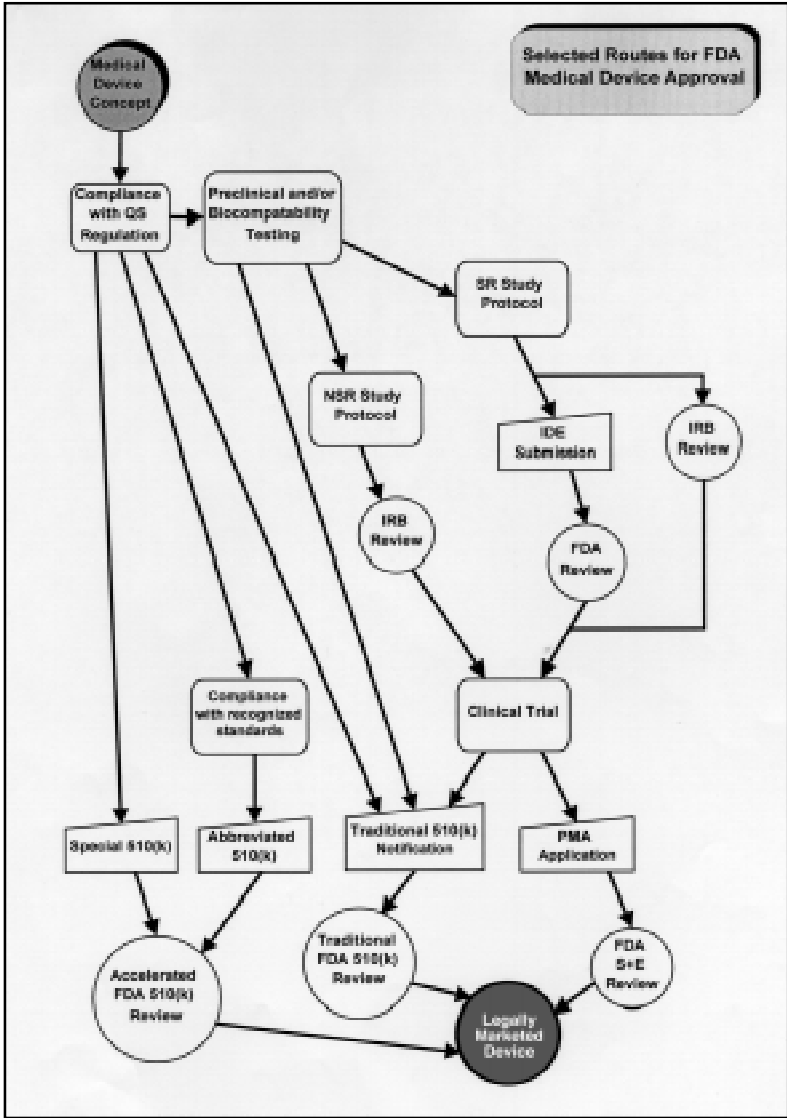 Selected Routes for FDA
Medical Device Approval
Medical
Device
Concept
Compliance
with QS
Regulation
Preclinical and/or
Biocompatability
Testing
SR Study
Protocol
NSR Study
Protocol
IDE
Submission
IRB
Review
IRB
Review
FDA
Review
Compliance
with recognized
standards
Clinical Trial
Special 510(k)
Abbreviated
510(k)
Traditional 510(k)
Notification
PMA
Application
Accelerated
FDA 510(k)
Review
Traditional
FDA 510(k)
Review
FDA
S+E
Review
Legally
Marketed
Device